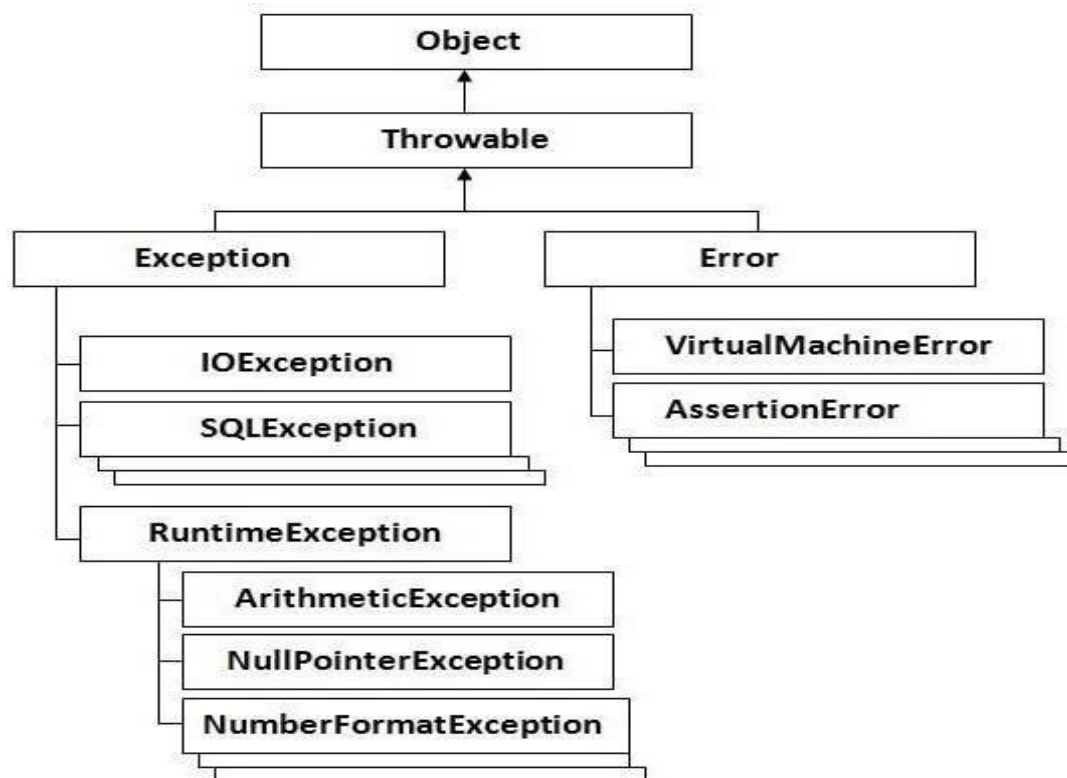 Object
Throwable
Exception
Error
IOException
SQLException
RuntimeException
ArithmeticException
NullPointerException
NumberFormatException
VirtualMachineError
AssertionError